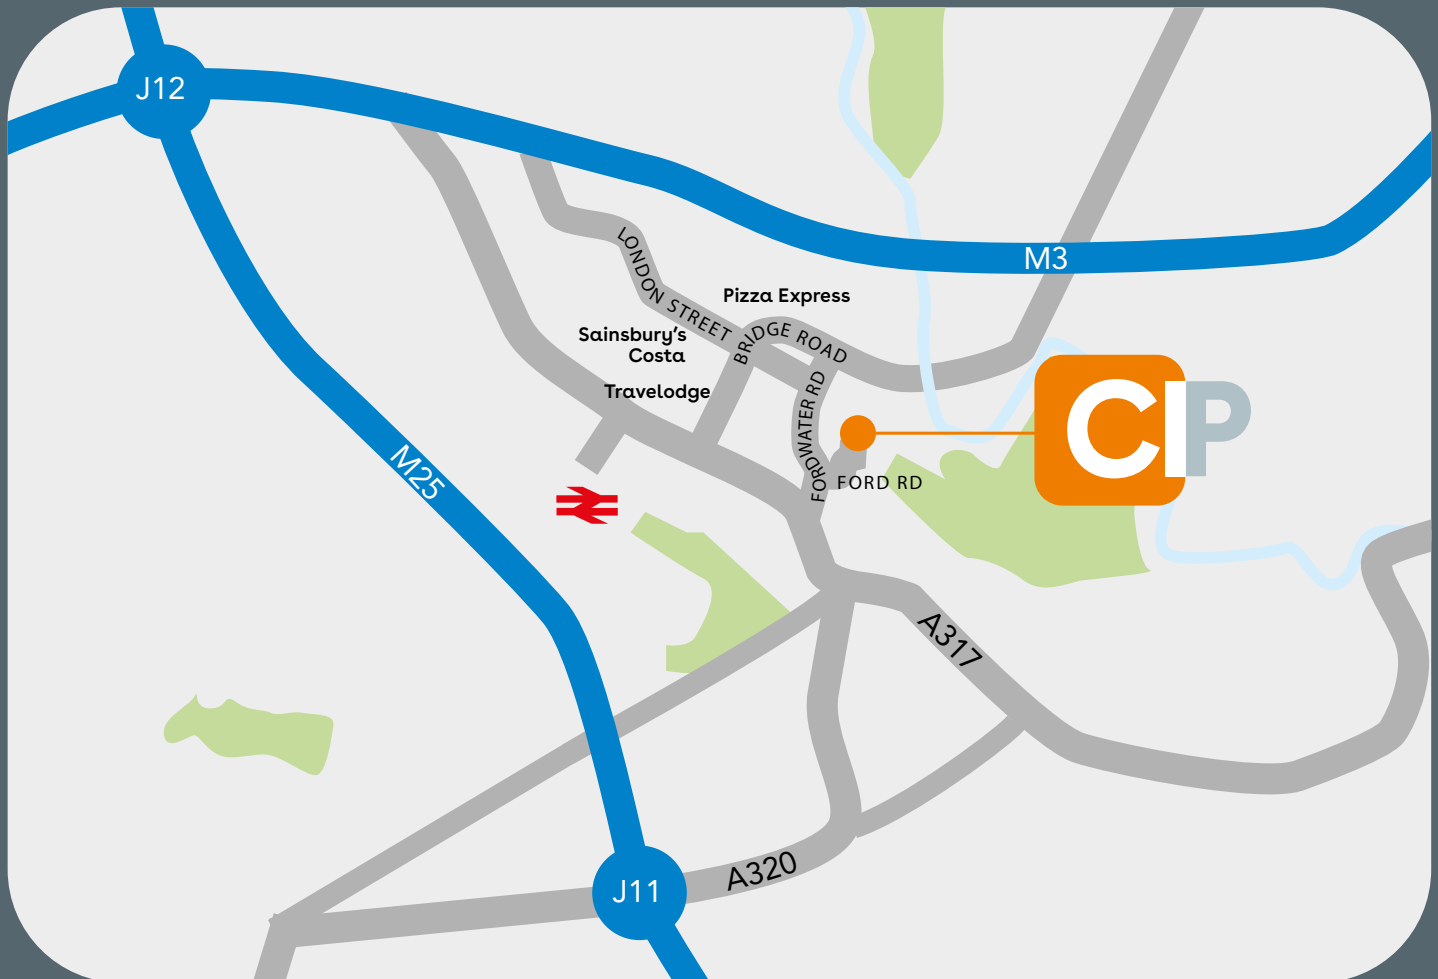 J12
M3
LONDON STREET
Pizza Express
BRIDGE ROAD
Sainsbury's
Costa
Travelodge
FORDWATER RD
CIP
FORD RD
M25
A317
A320
J11